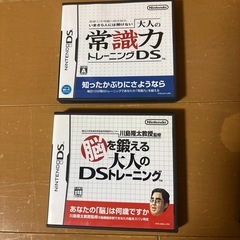 Nintendo
NINTENDO DS
いまさら人には聞けない
大人の
常識力
トレーニングDS
知ったかぶりにさようなら
Nintendo
NINTENDO DS
川島隆太教授監修
脳を鍛える
大人の
DSトレーニング
あなたの「脳」は何歳ですか